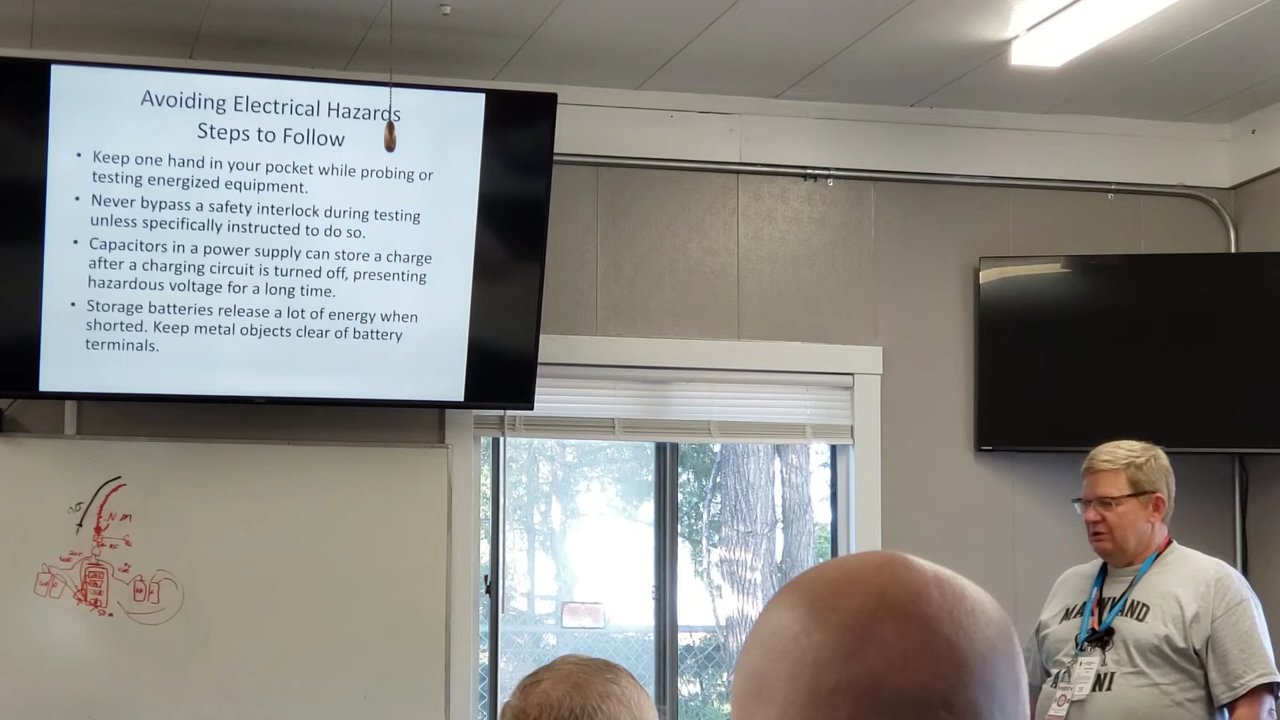 Avoiding Electrical Hazards
Steps to Follow
• Keep one hand in your pocket while probing or
testing energized equipment.
• Never bypass a safety interlock during testing
unless specifically instructed to do so.
• Capacitors in a power supply can store a charge
after a charging circuit is turned off, presenting
hazardous voltage for a long time.
• Storage batteries release a lot of energy when
shorted. Keep metal objects clear of battery
terminals.